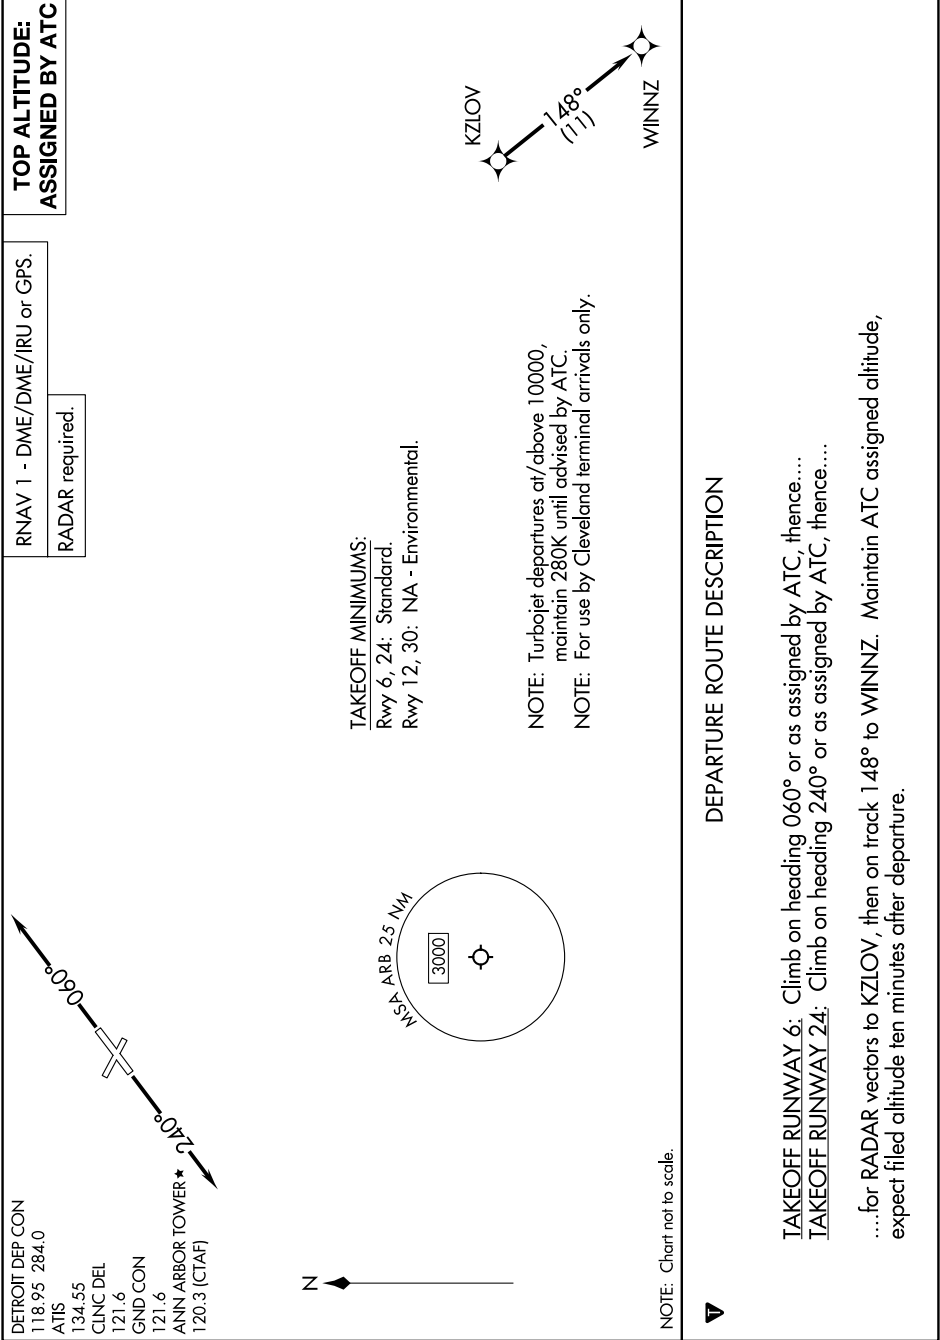 DETROIT DEP CON
118.95 284.0
ATIS
134.55
CLNC DEL
121.6
GND CON
121.6
ANN ARBOR TOWER ★
120.3 (CTAF)
RNAV 1 - DME/DME/IRU or GPS.
RADAR required.
TOP ALTITUDE:
ASSIGNED BY ATC
060°
240°
N
MSA ARB 25 NM
3000
TAKEOFF MINIMUMS:
Rwy 6, 24: Standard.
Rwy 12, 30: NA - Environmental.
KZLOV
148°
(11)
WINNZ
NOTE: Turbojet departures at/above 10000,
maintain 280K until advised by ATC.
NOTE: For use by Cleveland terminal arrivals only.
NOTE: Chart not to scale.
T
DEPARTURE ROUTE DESCRIPTION
TAKEOFF RUNWAY 6: Climb on heading 060° or as assigned by ATC, thence....
TAKEOFF RUNWAY 24: Climb on heading 240° or as assigned by ATC, thence....
....for RADAR vectors to KZLOV, then on track 148° to WINNZ. Maintain ATC assigned altitude,
expect filed altitude ten minutes after departure.